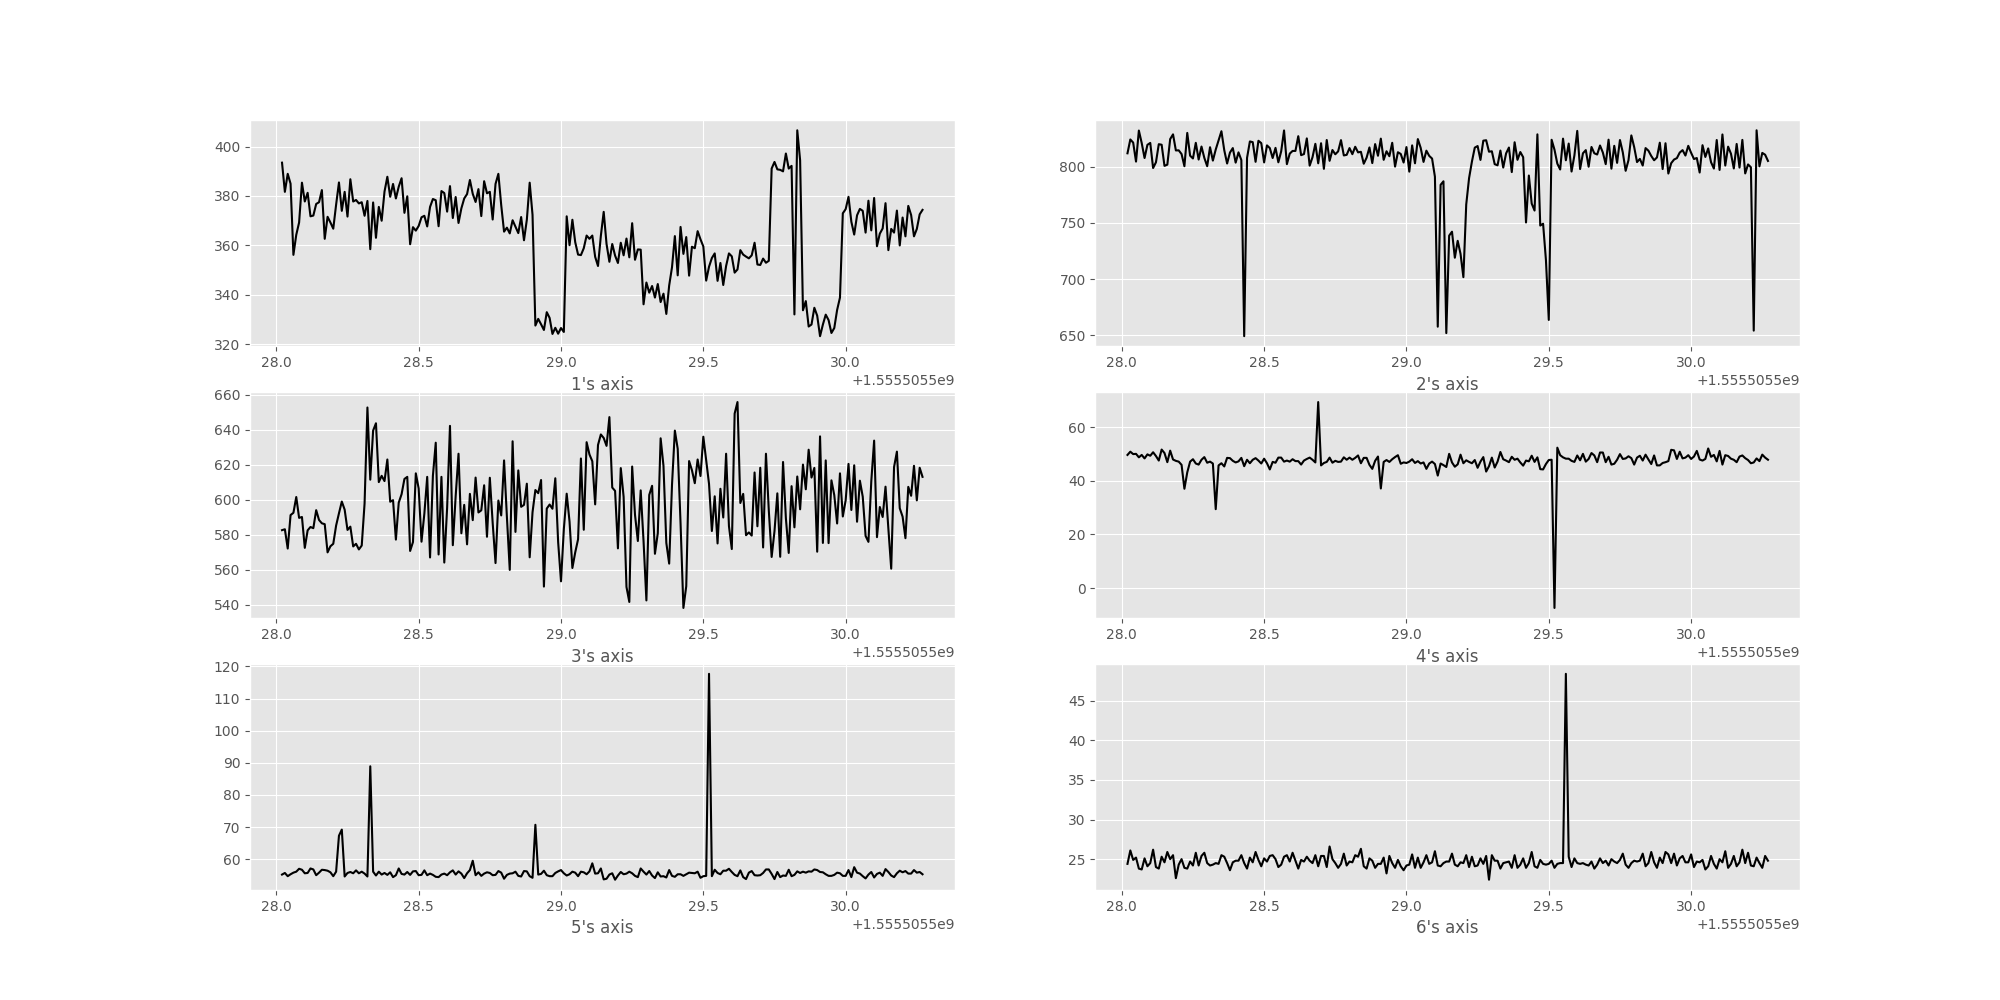 400
380
360
340
320
28.0 28.5 29.0 29.5 30.0
+1.5555055e9
1's axis
800
750
700
650
28.0 28.5 29.0 29.5 30.0
+1.5555055e9
2's axis
660
640
620
600
580
560
540
28.0 28.5 29.0 29.5 30.0
+1.5555055e9
3's axis
60
40
20
0
28.0 28.5 29.0 29.5 30.0
+1.5555055e9
4's axis
120
110
100
90
80
70
60
28.0 28.5 29.0 29.5 30.0
+1.5555055e9
5's axis
45
40
35
30
25
28.0 28.5 29.0 29.5 30.0
+1.5555055e9
6's axis